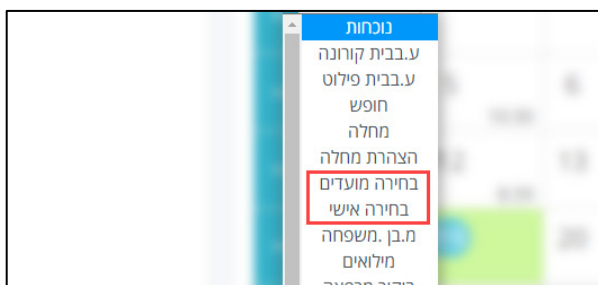 נוכחות
ע.בבית קורונה
ע.בבית פילוט
חופש
מחלה
הצהרת מחלה
בחירה מועדים
בחירה אישי
מ.בן .משפחה
מילואים